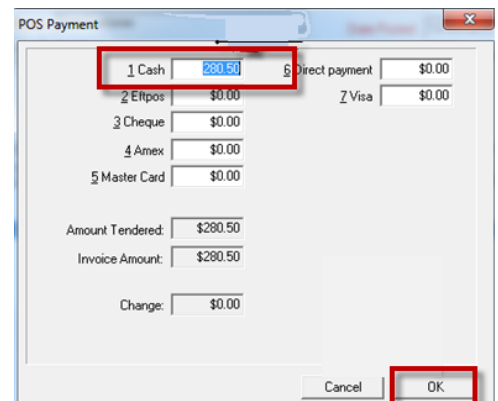 POS Payment
1 Cash 280.50 6 Direct payment $0.00
2 Eftpos $0.00 7 Visa $0.00
3 Cheque $0.00
4 Amex $0.00
5 Master Card $0.00
Amount Tendered: $280.50
Invoice Amount: $280.50
Change: $0.00
Cancel OK